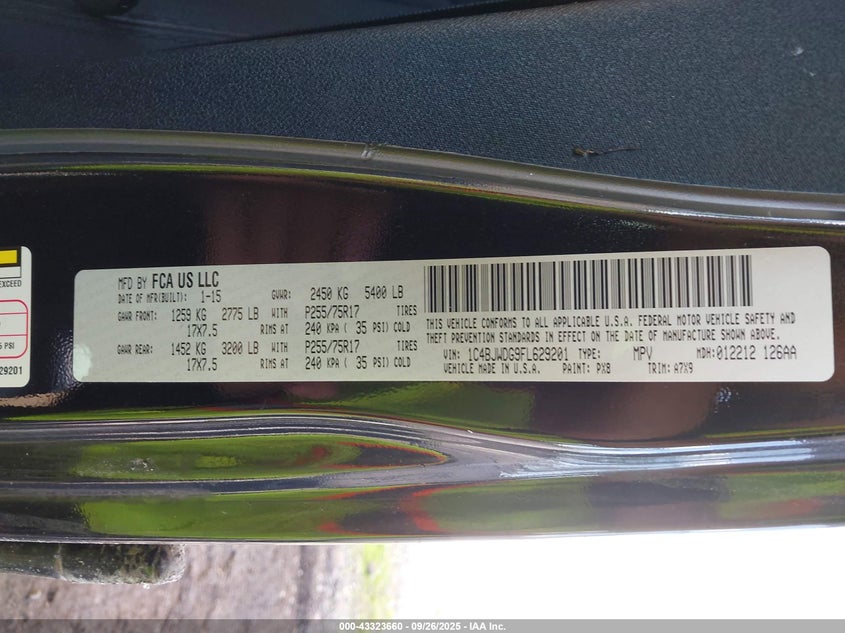 EXCEED
5 PSI
29201
MFD BY FCA US LLC
DATE OF MFR(BUILT): 1-15 GVWR: 2450 KG 5400 LB
GAWR FRONT: 1259 KG 2775 LB WITH P255/75R17 TIRES
17X7.5 RIMS AT 240 KPA ( 35 PSI) COLD
GAWR REAR: 1452 KG 3200 LB WITH P255/75R17 TIRES
17X7.5 RIMS AT 240 KPA ( 35 PSI) COLD
THIS VEHICLE CONFORMS TO ALL APPLICABLE U.S.A. FEDERAL MOTOR VEHICLE SAFETY AND
THEFT PREVENTION STANDARDS IN EFFECT ON THE DATE OF MANUFACTURE SHOWN ABOVE.
VIN: 1C4BJWDG9FL629201 TYPE: MPV MDH: 012212 126AA
VEHICLE MADE IN U.S.A. PAINT: PX8 TRIM: A7X9
000-43323660 - 09/26/2025 - IAA Inc.